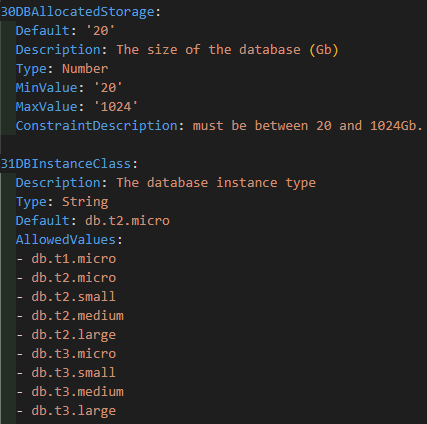 30DBAllocatedStorage:
Default: '20'
Description: The size of the database (Gb)
Type: Number
MinValue: '20'
MaxValue: '1024'
ConstraintDescription: must be between 20 and 1024Gb.
31DBInstanceClass:
Description: The database instance type
Type: String
Default: db.t2.micro
AllowedValues:
- db.t1.micro
- db.t2.micro
- db.t2.small
- db.t2.medium
- db.t2.large
- db.t3.micro
- db.t3.small
- db.t3.medium
- db.t3.large